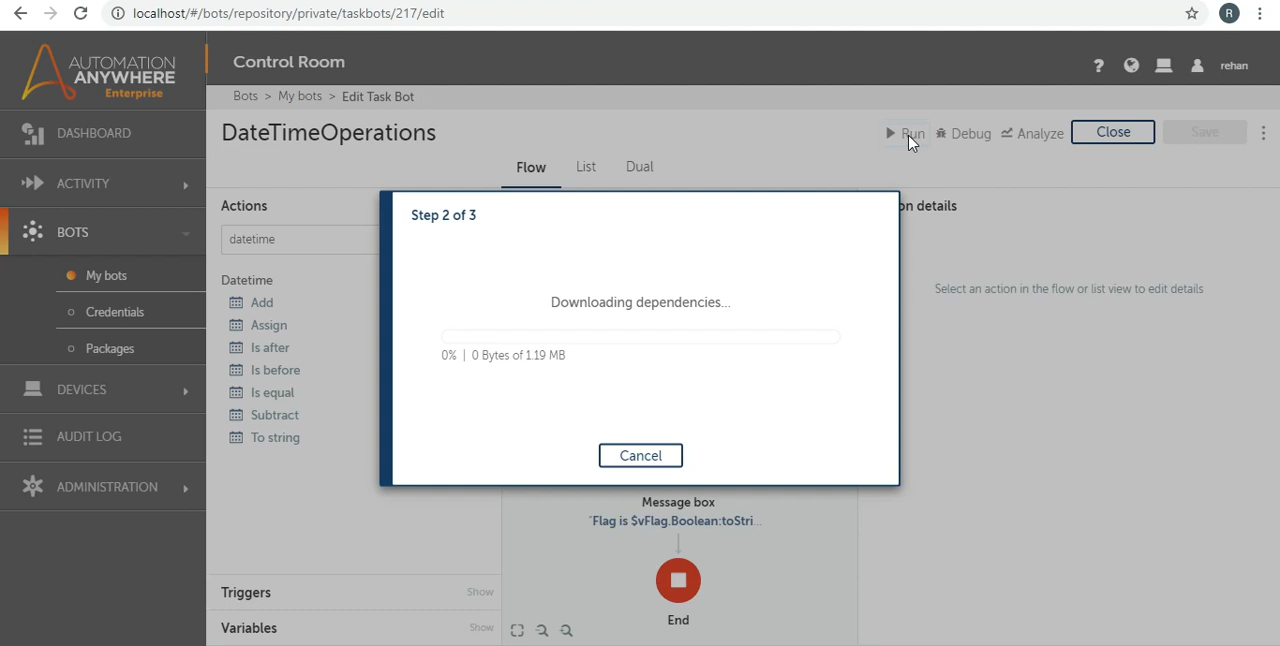 localhost/#/bots/repository/private/taskbots/217/edit
R
AUTOMATION
ANYWHERE
Enterprise
Control Room
rehan
Bots > My bots > Edit Task Bot
DASHBOARD
ACTIVITY
BOTS
My bots
Credentials
Packages
DEVICES
AUDIT LOG
ADMINISTRATION
DateTimeOperations
Run
Debug
Analyze
Close
Save
Flow
List
Dual
Actions
datetime
Datetime
Add
Assign
Is after
Is before
Is equal
Subtract
To string
Triggers
Show
Variables
Show
Step 2 of 3
Downloading dependencies...
0% | 0 Bytes of 1.19 MB
Cancel
Message box
"Flag is $vFlag.Boolean:toStri...
End
on details
Select an action in the flow or list view to edit details